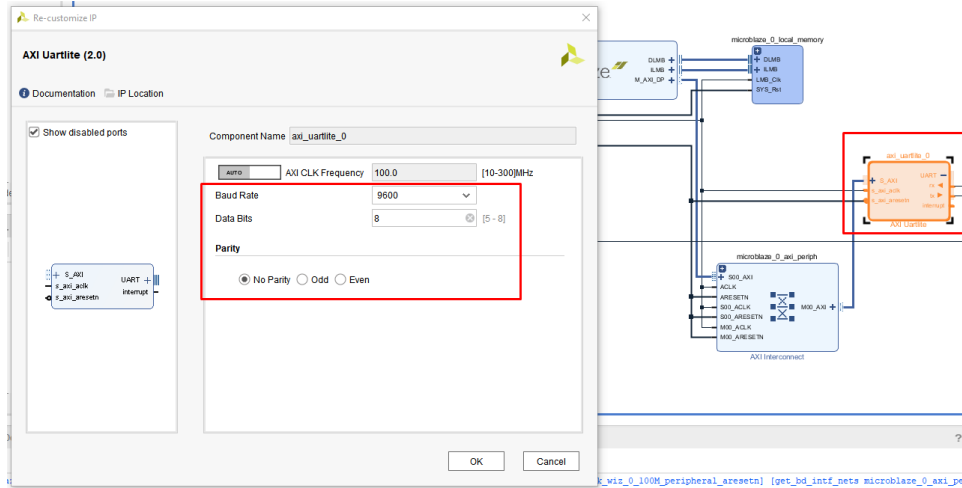 Re-customize IP
AXI Uartlite (2.0)
Documentation IP Location
Show disabled ports
S_AXI
s_axi_aclk
s_axi_aresetn
UART
interrupt
Component Name axi_uartlite_0
AUTO AXI CLK Frequency 100.0 [10-300]MHz
Baud Rate 9600
Data Bits 8 [5 - 8]
Parity
No Parity Odd Even
OK Cancel
DLMB
ILMB
M_AXI_DP
microblaze_0_local_memory
DLMB
ILMB
LMB_Clk
SYS_Rst
axi_uartlite_0
S_AXI
s_axi_aclk
s_axi_aresetn
UART
rx
tx
interrupt
AXI Uartlite
microblaze_0_axi_periph
S00_AXI
ACLK
ARESETN
S00_ACLK
S00_ARESETN
M00_ACLK
M00_ARESETN
M00_AXI
AXI Interconnect
?
k_wiz_0_100M_peripheral_aresetn] [get_bd_intf_nets microblaze_0_axi_pe